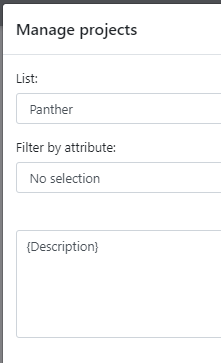 Manage projects
List:
Panther
Filter by attribute:
No selection
{Description}